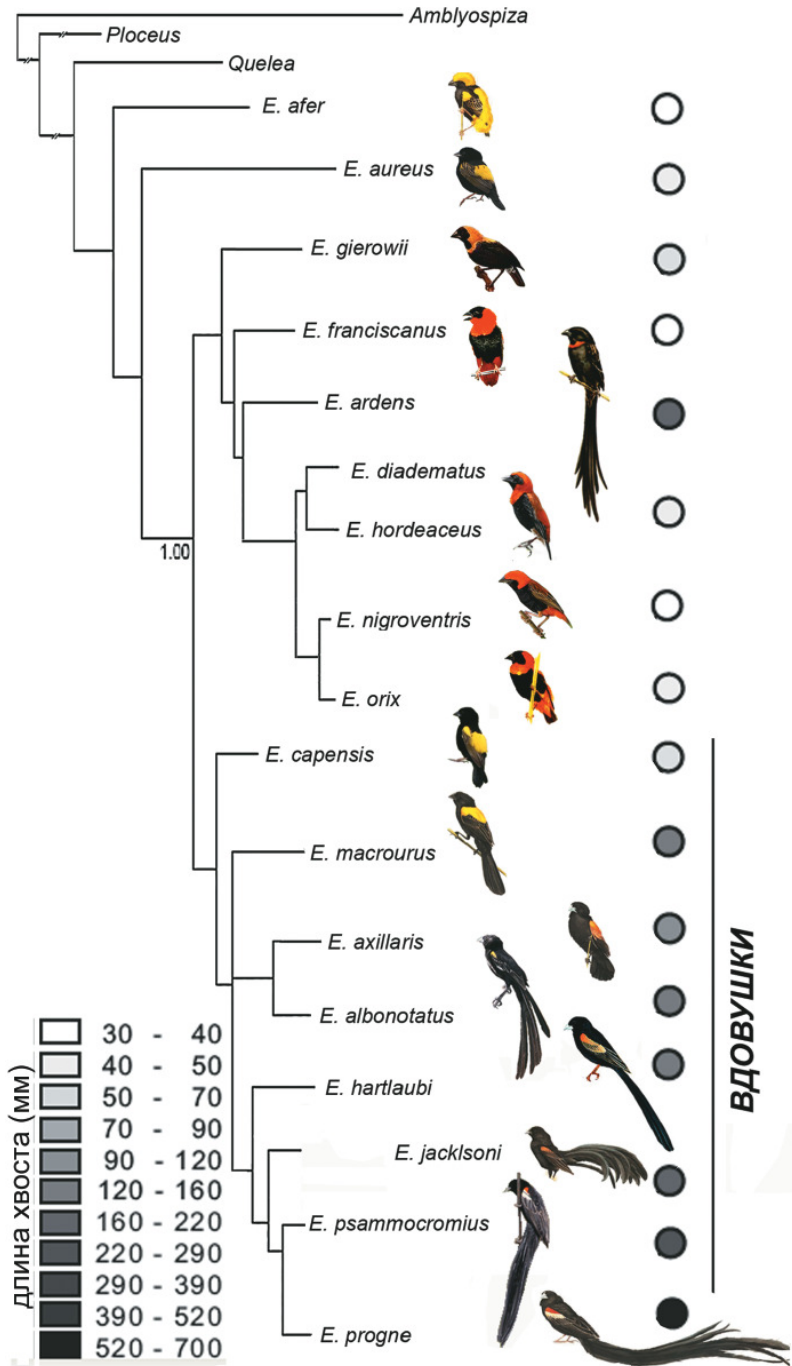 Amblyospiza
Ploceus
Quelea
E. afer
E. aureus
E. gierowii
E. franciscanus
E. ardens
E. diadematus
E. hordeaceus
E. nigroventris
E. orix
1.00
E. capensis
E. macrourus
E. axillaris
E. albonotatus
E. hartlaubi
E. jacklsoni
E. psammocromius
E. progne
ВДОВУШКИ
длина хвоста (мм)
30 - 40
40 - 50
50 - 70
70 - 90
90 - 120
120 - 160
160 - 220
220 - 290
290 - 390
390 - 520
520 - 700